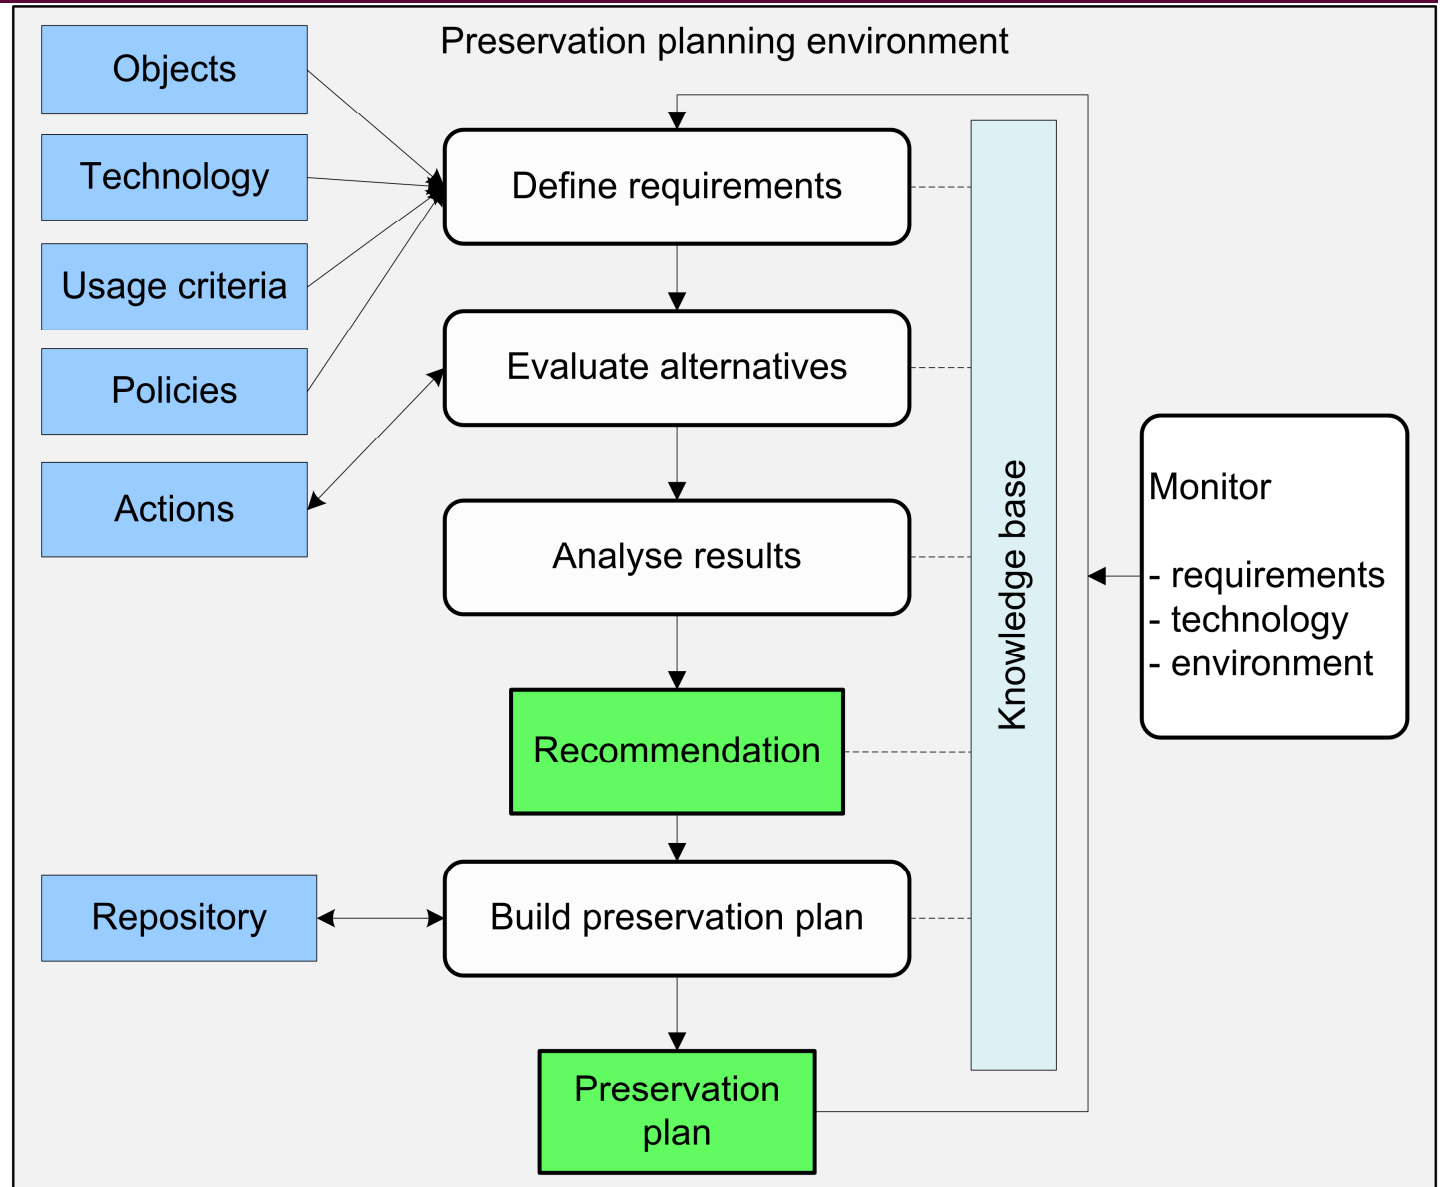 Preservation planning environment
Objects
Technology
Usage criteria
Policies
Actions
Repository
Define requirements
Evaluate alternatives
Analyse results
Recommendation
Build preservation plan
Preservation
plan
Knowledge base
Monitor
- requirements
- technology
- environment